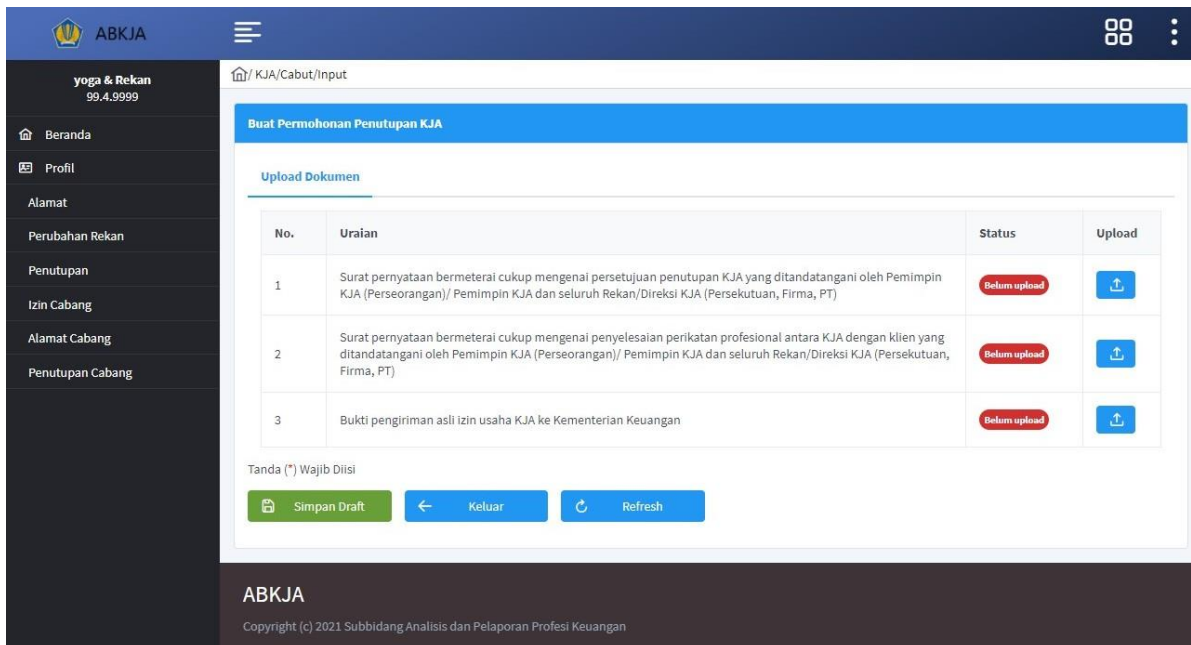 ABKJA
yoga & Rekan
99.4.9999
Beranda
Profil
Alamat
Perubahan Rekan
Penutupan
Izin Cabang
Alamat Cabang
Penutupan Cabang
/ KJA/Cabut/Input
Buat Permohonan Penutupan KJA
Upload Dokumen
No. Uraian Status Upload
1 Surat pernyataan bermeterai cukup mengenai persetujuan penutupan KJA yang ditandatangani oleh Pemimpin
KJA (Perseorangan)/ Pemimpin KJA dan seluruh Rekan/Direksi KJA (Persekutuan, Firma, PT)
Belum upload
2 Surat pernyataan bermeterai cukup mengenai penyelesaian perikatan profesional antara KJA dengan klien yang
ditandatangani oleh Pemimpin KJA (Perseorangan)/ Pemimpin KJA dan seluruh Rekan/Direksi KJA (Persekutuan,
Firma, PT)
Belum upload
3 Bukti pengiriman asli izin usaha KJA ke Kementerian Keuangan Belum upload
Tanda (*) Wajib Diisi
Simpan Draft Keluar Refresh
ABKJA
Copyright (c) 2021 Subbidang Analisis dan Pelaporan Profesi Keuangan